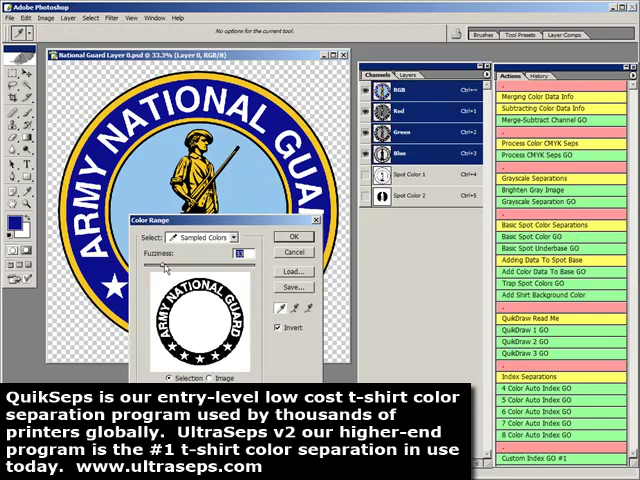 Adobe Photoshop
File Edit Image Layer Select Filter View Window Help
No options for the current tool.
Brushes Tool Presets Layer Comps
National Guard Layer 0.psd @ 33.3% (Layer 0, RGB/8)
ARMY NATIONAL GUA
Channels Layers
RGB Ctrl+~
Red Ctrl+1
Green Ctrl+2
Blue Ctrl+3
Spot Color 1 Ctrl+4
Spot Color 2 Ctrl+5
Actions History
Merging Color Data Info
Subtracting Color Data Info
Merge-Subtract Channel GO
Process Color CMYK Seps
Process CMYK Seps GO
Grayscale Separations
Brighten Gray Image
Grayscale Separation GO
Basic Spot Color Separations
Basic Spot Color GO
Basic Spot Underbase GO
Adding Data To Base GO
Add Color Data To Base GO
Trap Spot Colors GO
Add Shirt Background Color
QuikDraw Read Me
QuikDraw 1 GO
QuikDraw 2 GO
QuikDraw 3 GO
Index Separations
4 Color Auto Index GO
5 Color Auto Index GO
6 Color Auto Index GO
7 Color Auto Index GO
8 Color Auto Index GO
Custom Index GO #1
Color Range
Select: Sampled Colors
OK
Fuzziness: 33
Cancel
Load...
Save...
Invert
ARMY NATIONAL GUARD
Selection Image
QuikSeps is our entry-level low cost t-shirt color
separation program used by thousands of
printers globally. UltraSeps v2 our higher-end
program is the #1 t-shirt color separation in use
today. www.ultraseps.com